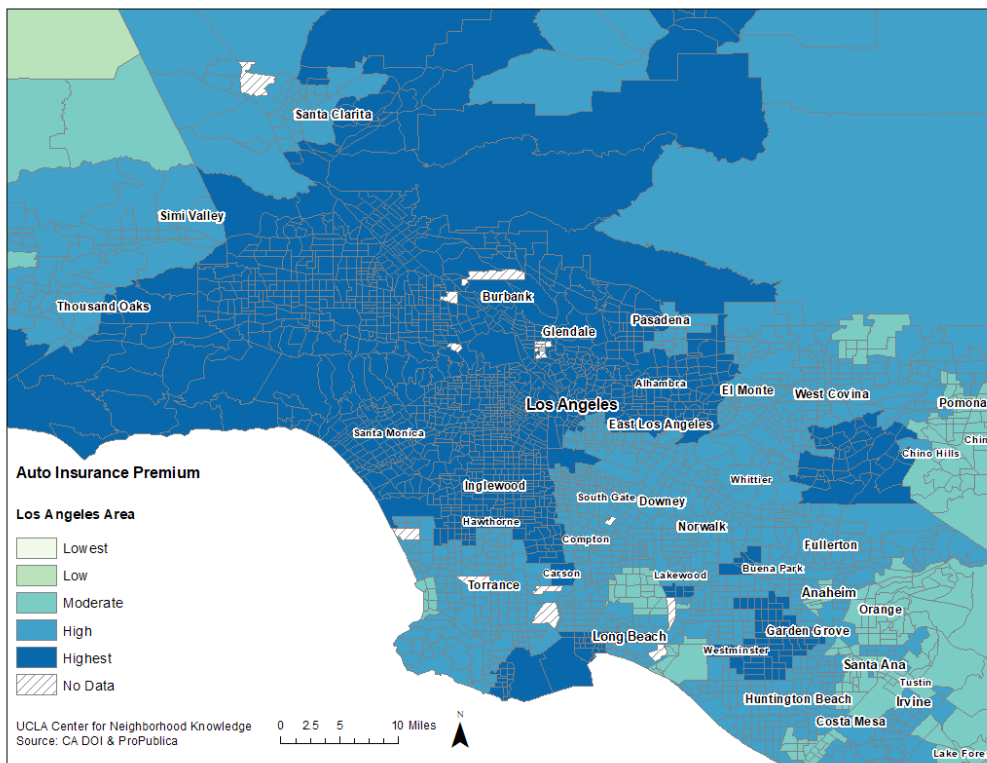 Santa Clarita
Simi Valley
Thousand Oaks
Burbank
Pasadena
Glendale
Alhambra
El Monte
West Covina
Pomona
Los Angeles
East Los Angeles
Santa Monica
Chin
Chino Hills
Inglewood
Whittier
South Gate
Downey
Hawthorne
Norwalk
Compton
Fullerton
Carson
Lakewood
Buena Park
Torrance
Anaheim
Orange
Long Beach
Garden Grove
Westminster
Santa Ana
Tustin
Huntington Beach
Irvine
Costa Mesa
Lake Fore
Auto Insurance Premium
Los Angeles Area
Lowest
Low
Moderate
High
Highest
No Data
UCLA Center for Neighborhood Knowledge
Source: CA DOI & ProPublica
0 2.5 5 10 Miles
N